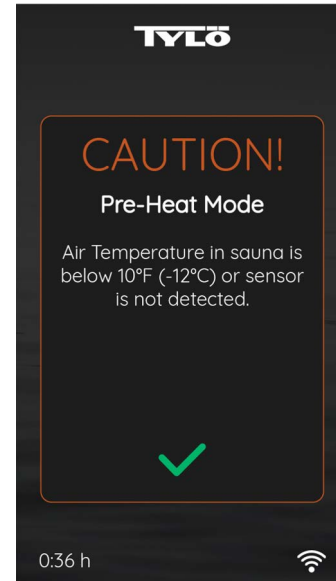 TYLÖ
CAUTION!
Pre-Heat Mode
Air Temperature in sauna is
below 10°F (-12°C) or sensor
is not detected.
0:36 h